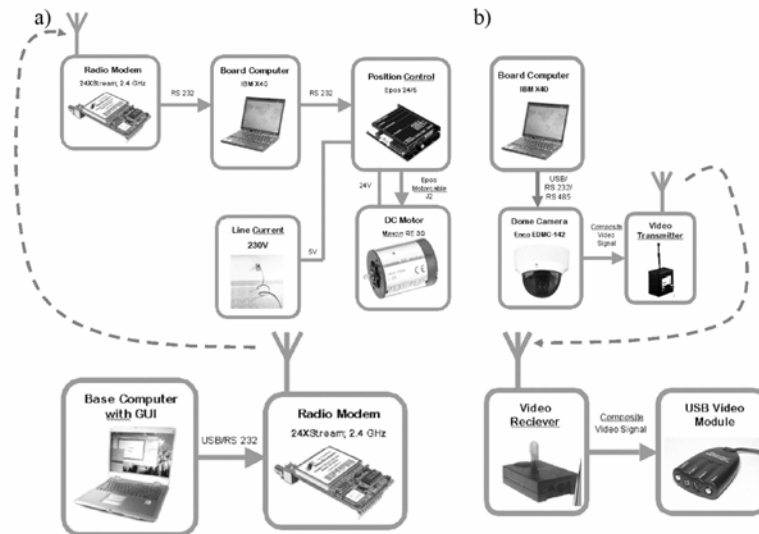 a)
Radio Modem
24XStream; 2.4 GHz
RS 232
Board Computer
IBM X40
RS 232
Position Control
Epos 24/5
24V
Epos
Motorcable
J2
Line Current
230V
5V
DC Motor
Maxon RE 30
Base Computer
with GUI
USB/RS 232
Radio Modem
24XStream; 2.4 GHz
b)
Board Computer
IBM X40
USB/
RS 232/
RS 485
Dome Camera
Eneo EDMC-142
Composite
Video
Signal
Video
Transmitter
Video
Reciever
Composite
Video Signal
USB Video
Module